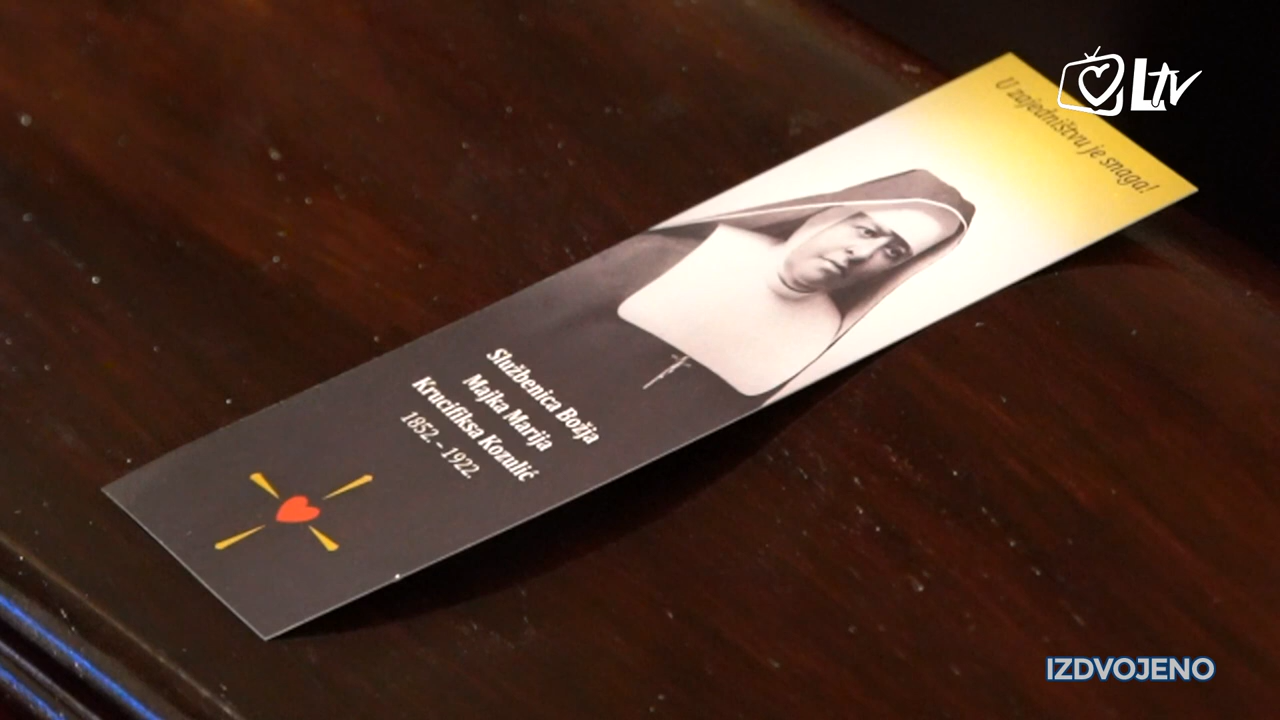 LTV
U zajedništvu je snaga!
Službenica Božja
Majka Marija
Krucifiksa Kozulić
1852. - 1922.
IZDVOJENO